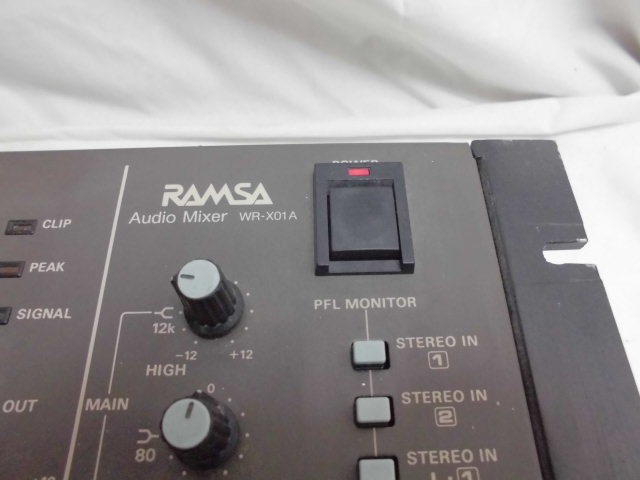 POWER
RAMSA
Audio Mixer WR-X01A
CLIP
PEAK
SIGNAL
PFL MONITOR
12k
-12 +12
HIGH
STEREO IN
1
0
OUT
MAIN
STEREO IN
2
80
STEREO IN